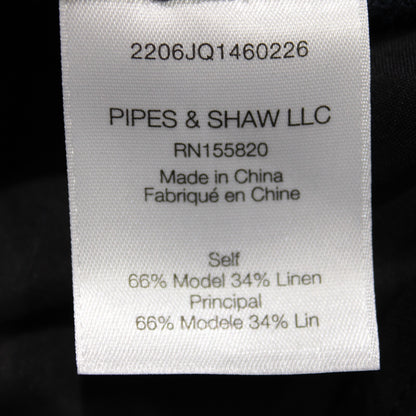 2206JQ1460226
PIPES & SHAW LLC
RN155820
Made in China
Fabriqué en Chine
Self
66% Model 34% Linen
Principal
66% Modele 34% Lin